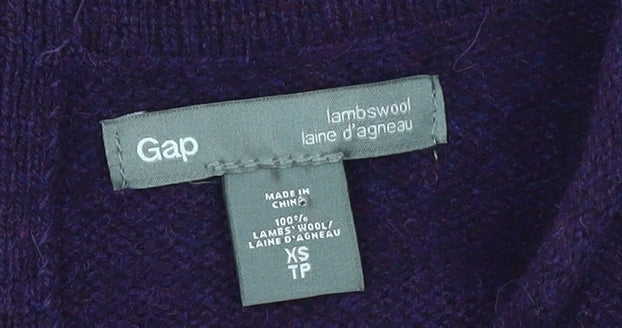 Gap
lambswool
laine d'agneau
MADE IN
CHINA
100%
LAMBS' WOOL/
LAINE D'AGNEAU
XS
TP